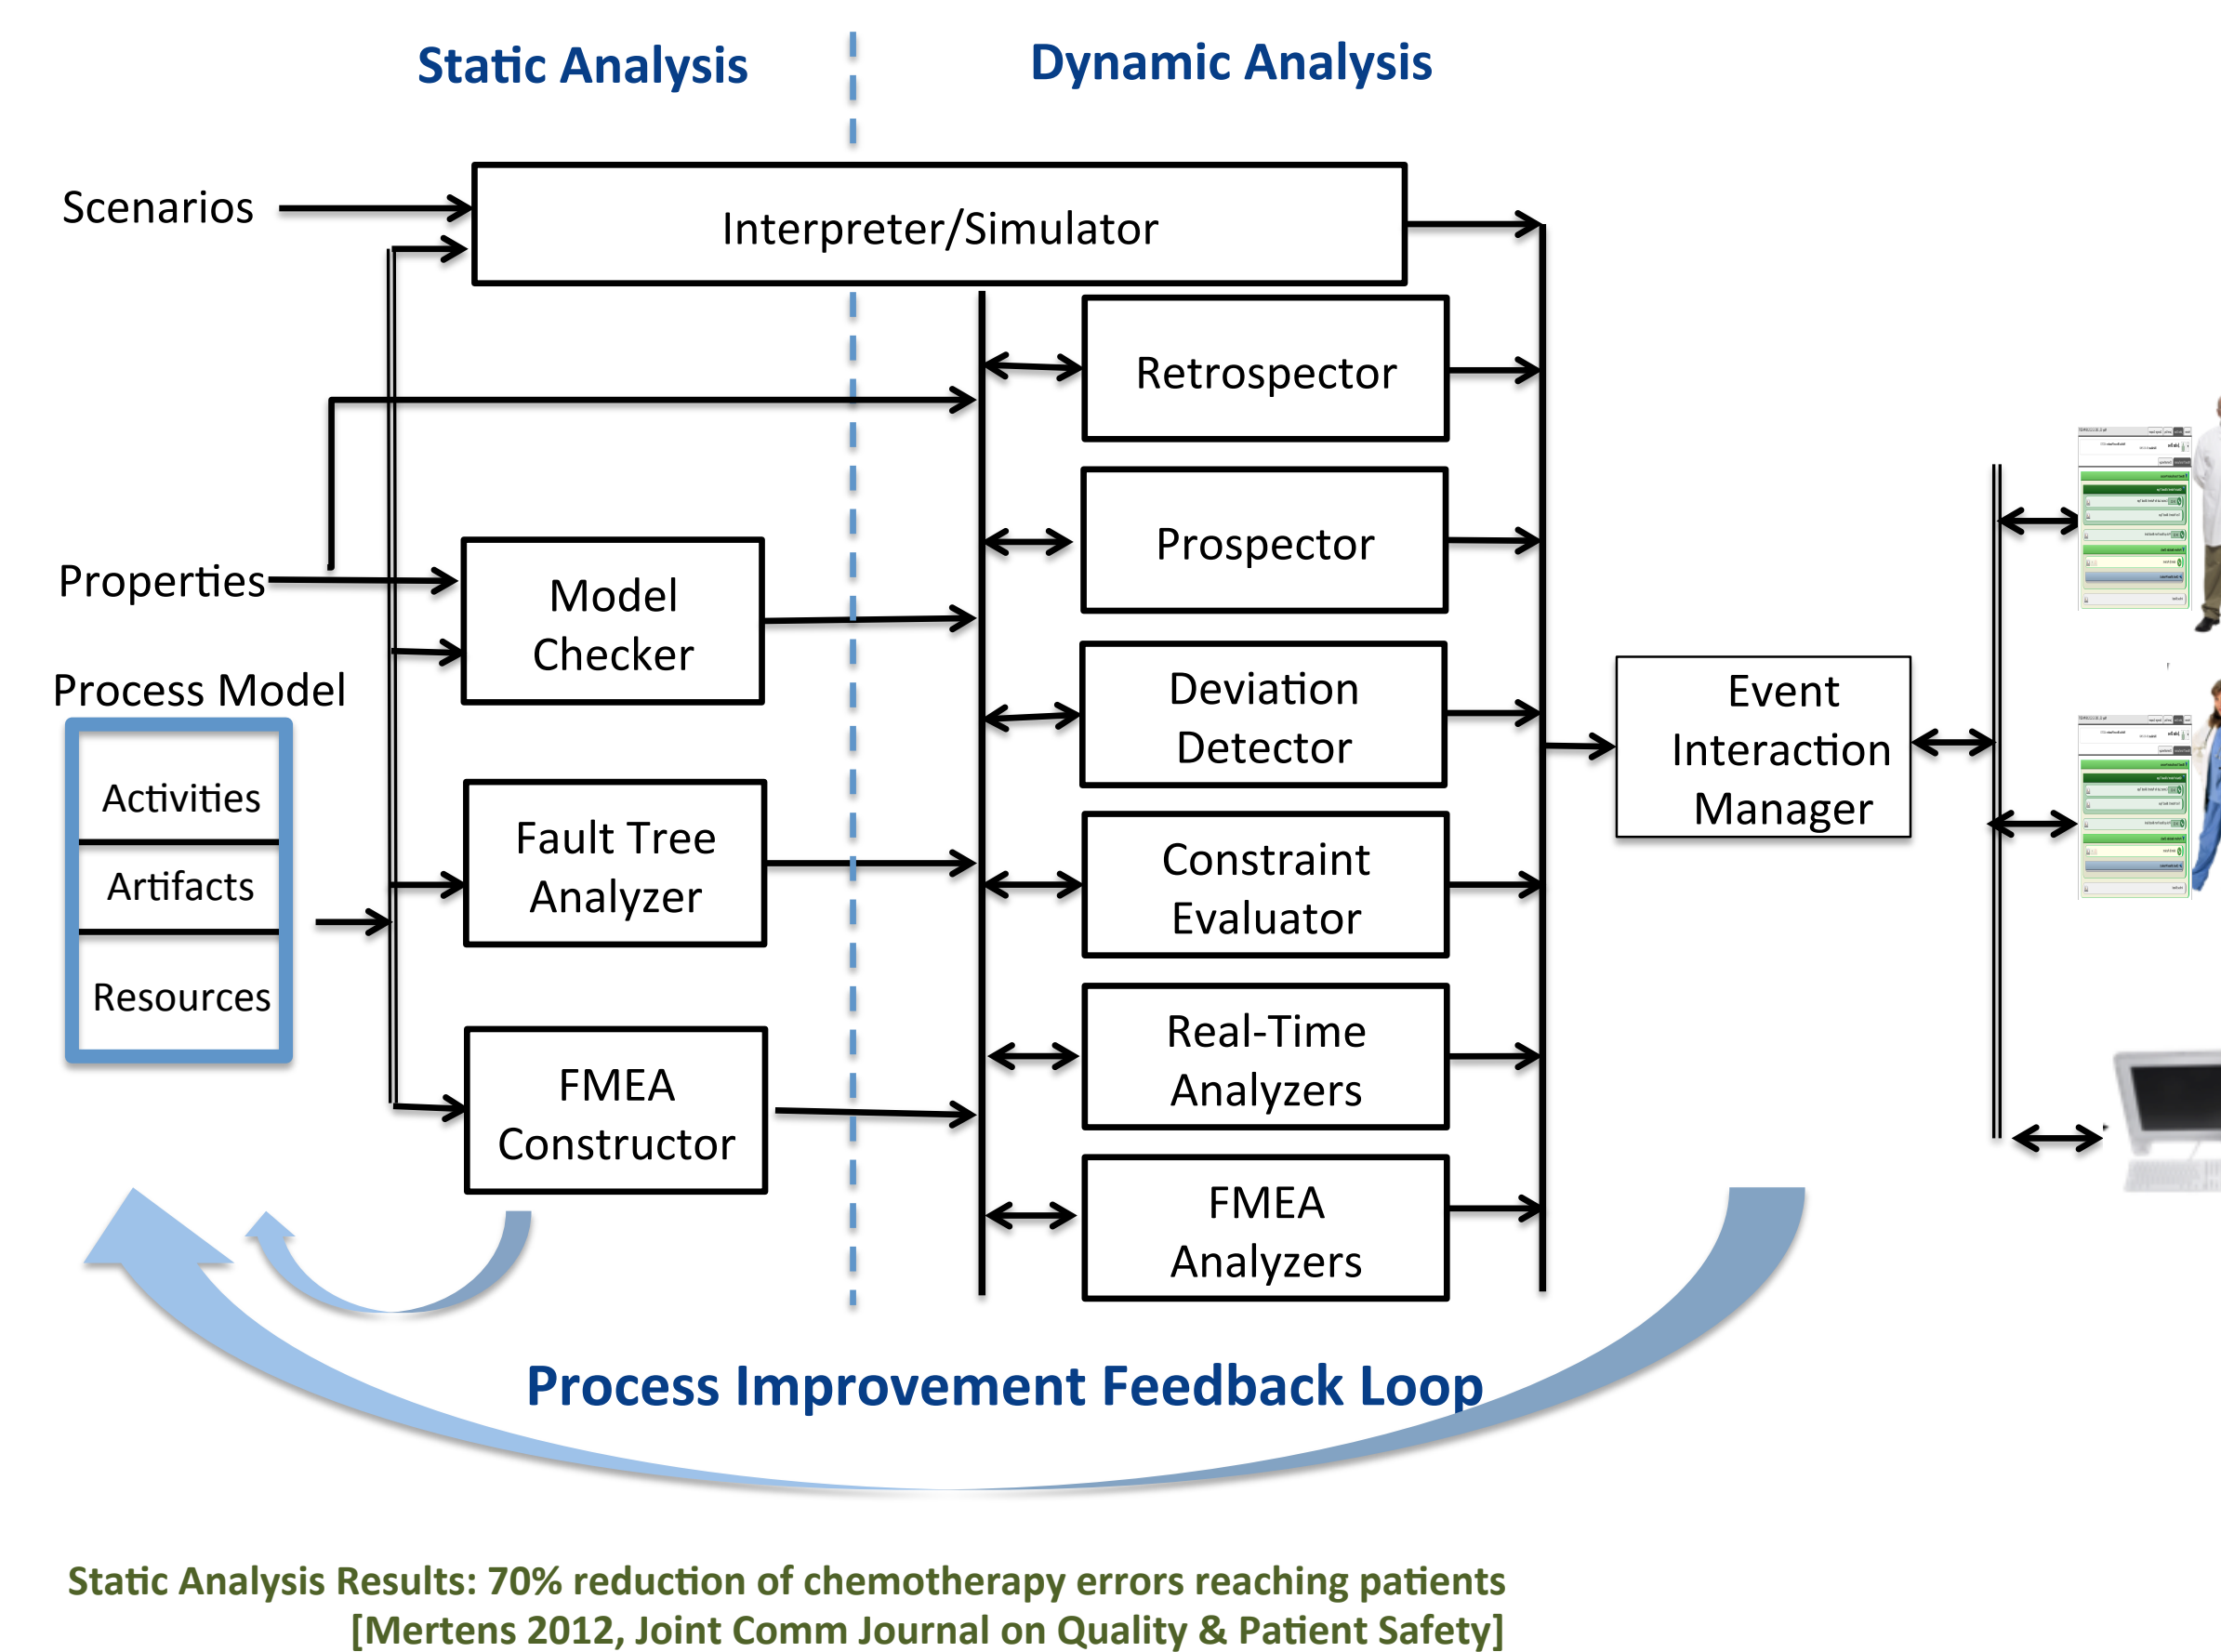 Static Analysis
Dynamic Analysis
Scenarios
Interpreter/Simulator
Retrospector
Prospector
Properties
Model
Checker
Process Model
Deviation
Detector
Event
Interaction
Manager
Activities
Artifacts
Resources
Fault Tree
Analyzer
Constraint
Evaluator
Real-Time
Analyzers
FMEA
Constructor
FMEA
Analyzers
Process Improvement Feedback Loop
Static Analysis Results: 70% reduction of chemotherapy errors reaching patients
[Mertens 2012, Joint Comm Journal on Quality & Patient Safety]